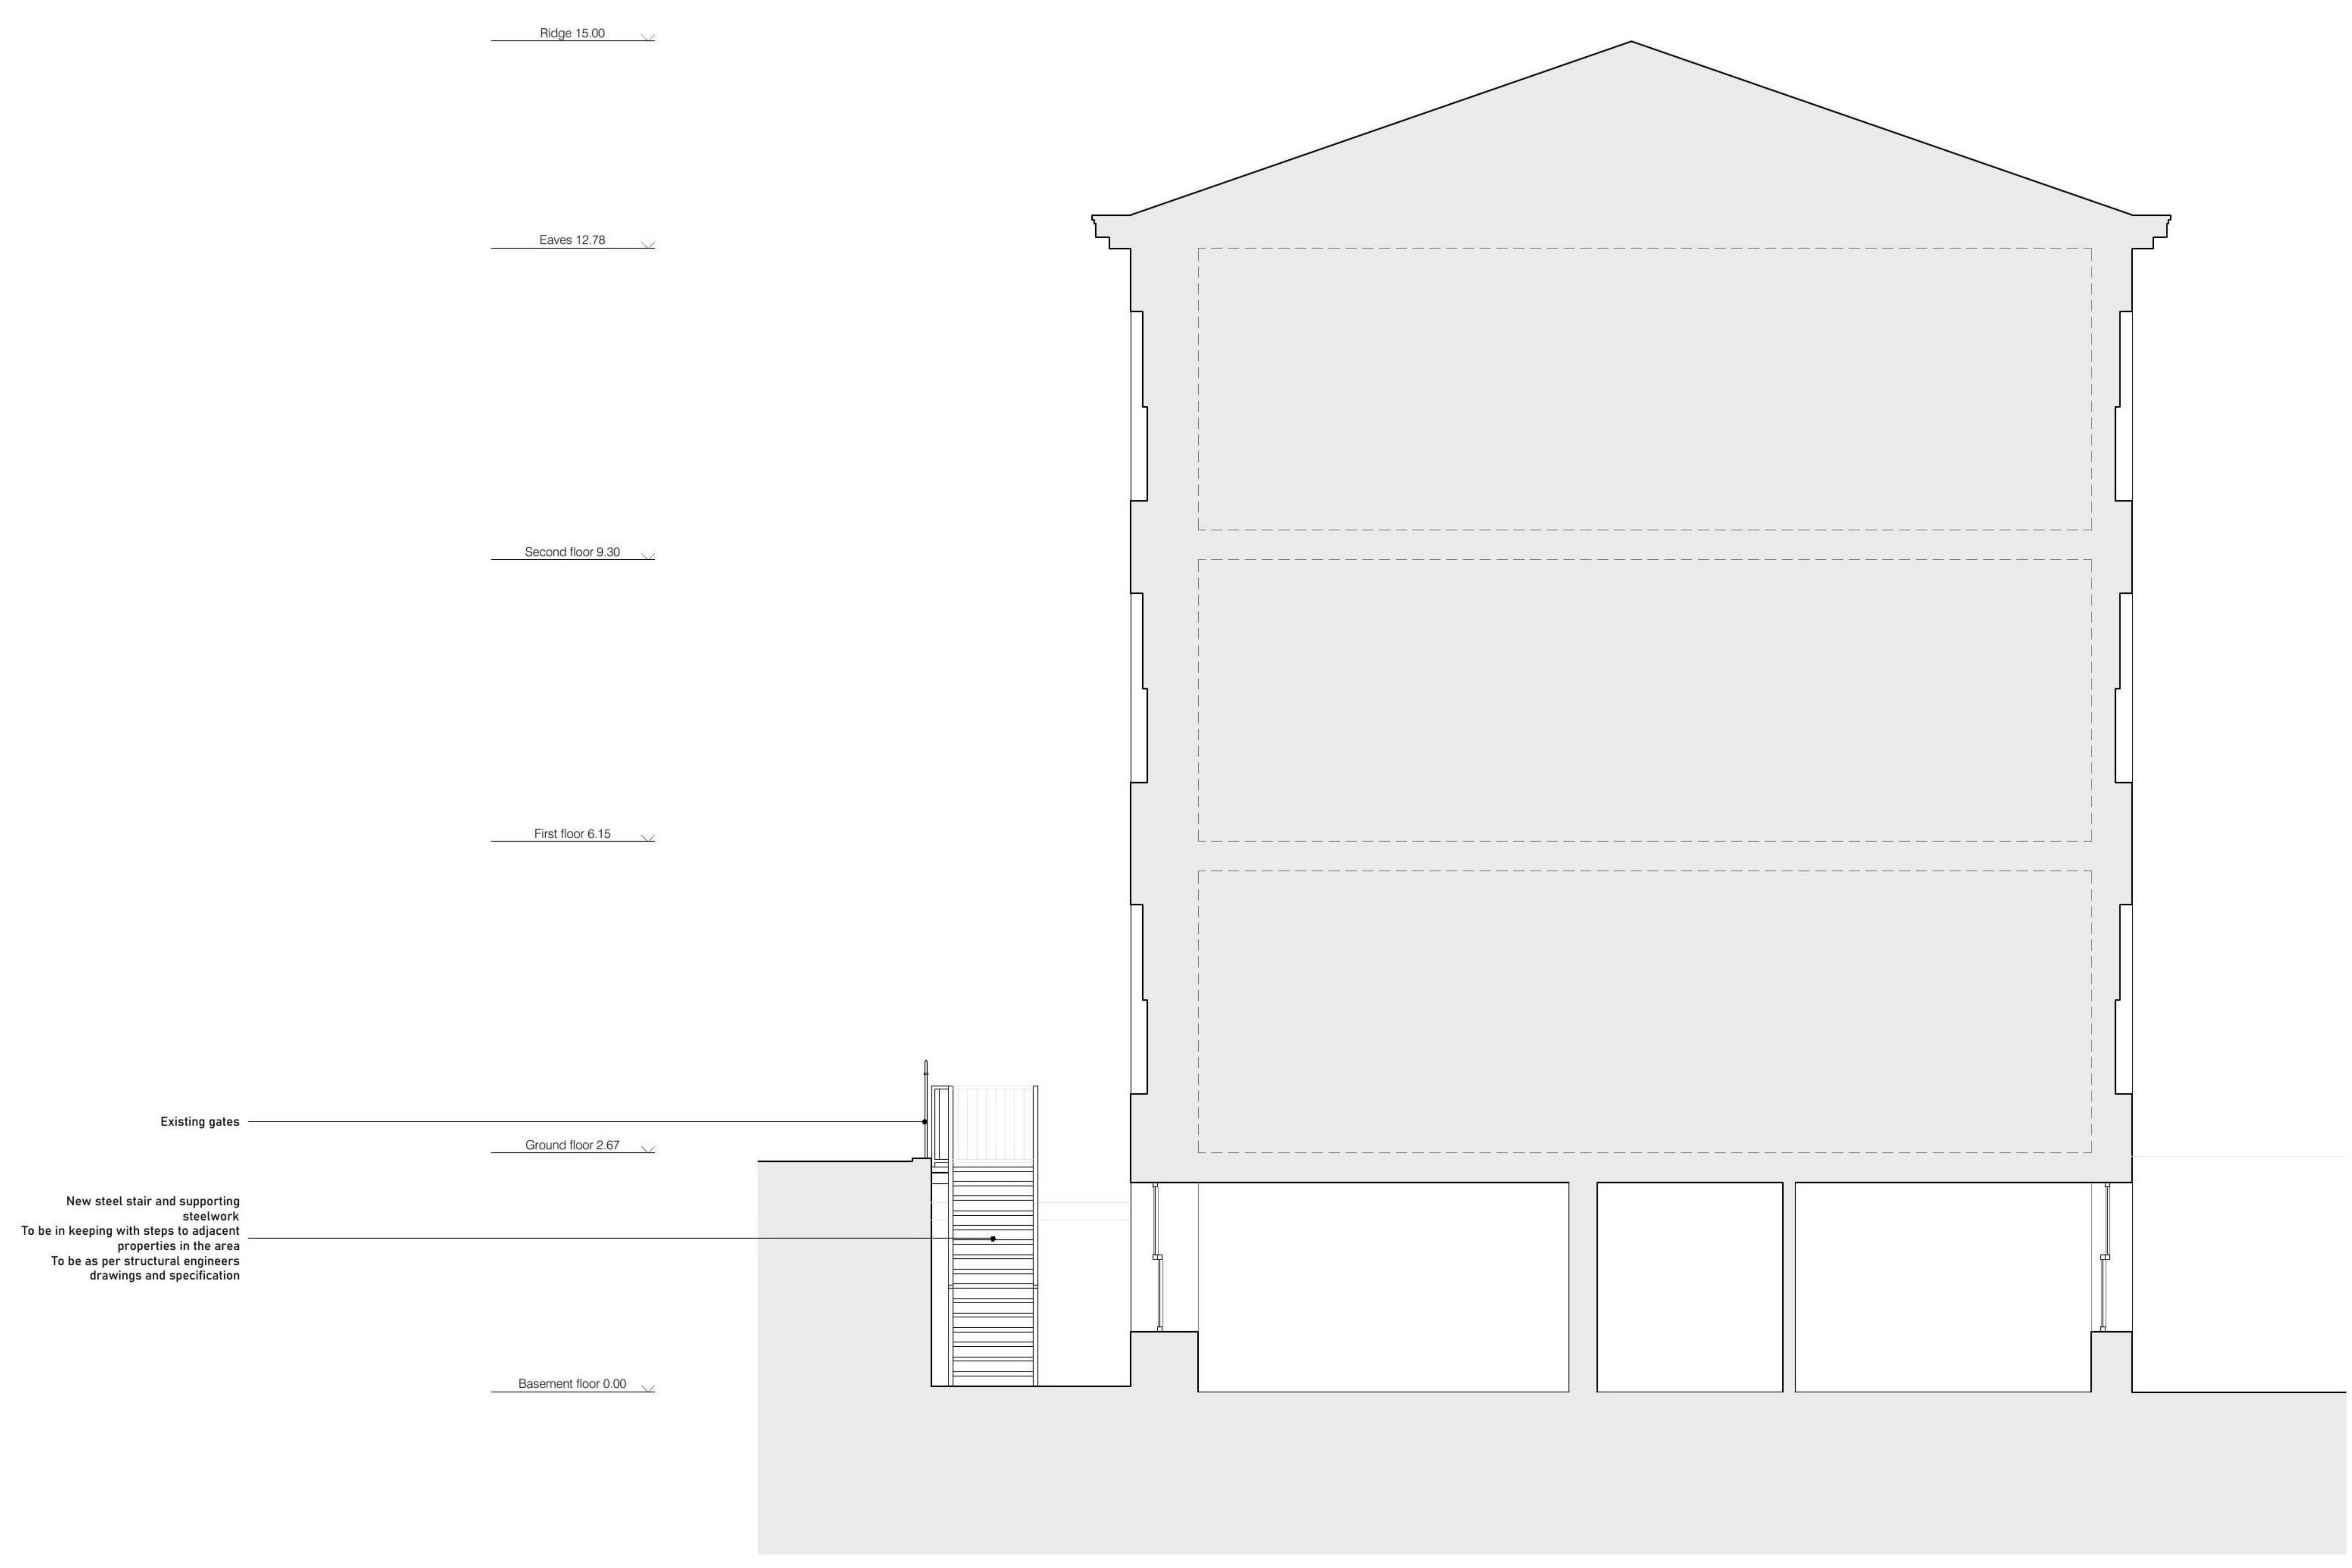 Ridge 15.00
Eaves 12.78
Second floor 9.30
First floor 6.15
Existing gates
Ground floor 2.67
New steel stair and supporting
steelwork
To be in keeping with steps to adjacent
properties in the area
To be as per structural engineers
drawings and specification
Basement floor 0.00